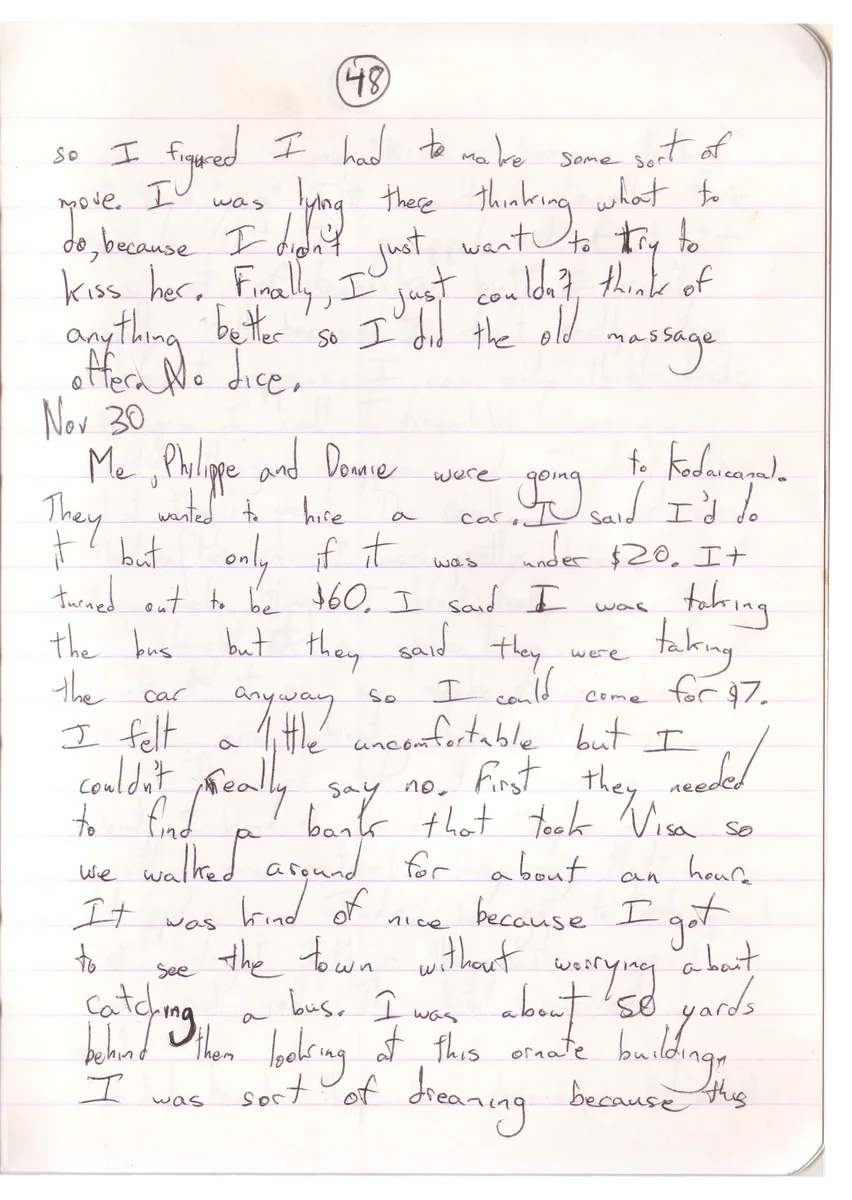 48
so I figured I had to make some sort of
move. I was lying there thinking what to
do, because I didn't just want to try to
kiss her. Finally, I just couldn't think of
anything better so I did the old massage
offer. No dice.
Nov 30
Me, Philippe and Donnie were going to Kodaicanal.
They wanted to hire a car. I said I'd do
it but only if it was under $20. It
turned out to be $60. I said I was taking
the bus but they said they were taking
the car anyway so I could come for $7.
I felt a little uncomfortable but I
couldn't really say no. First they needed
to find a bank that took Visa so
we walked around for about an hour.
It was kind of nice because I got
to see the town without worrying about
catching a bus. I was about 50 yards
behind them looking at this ornate building.
I was sort of dreaming because this